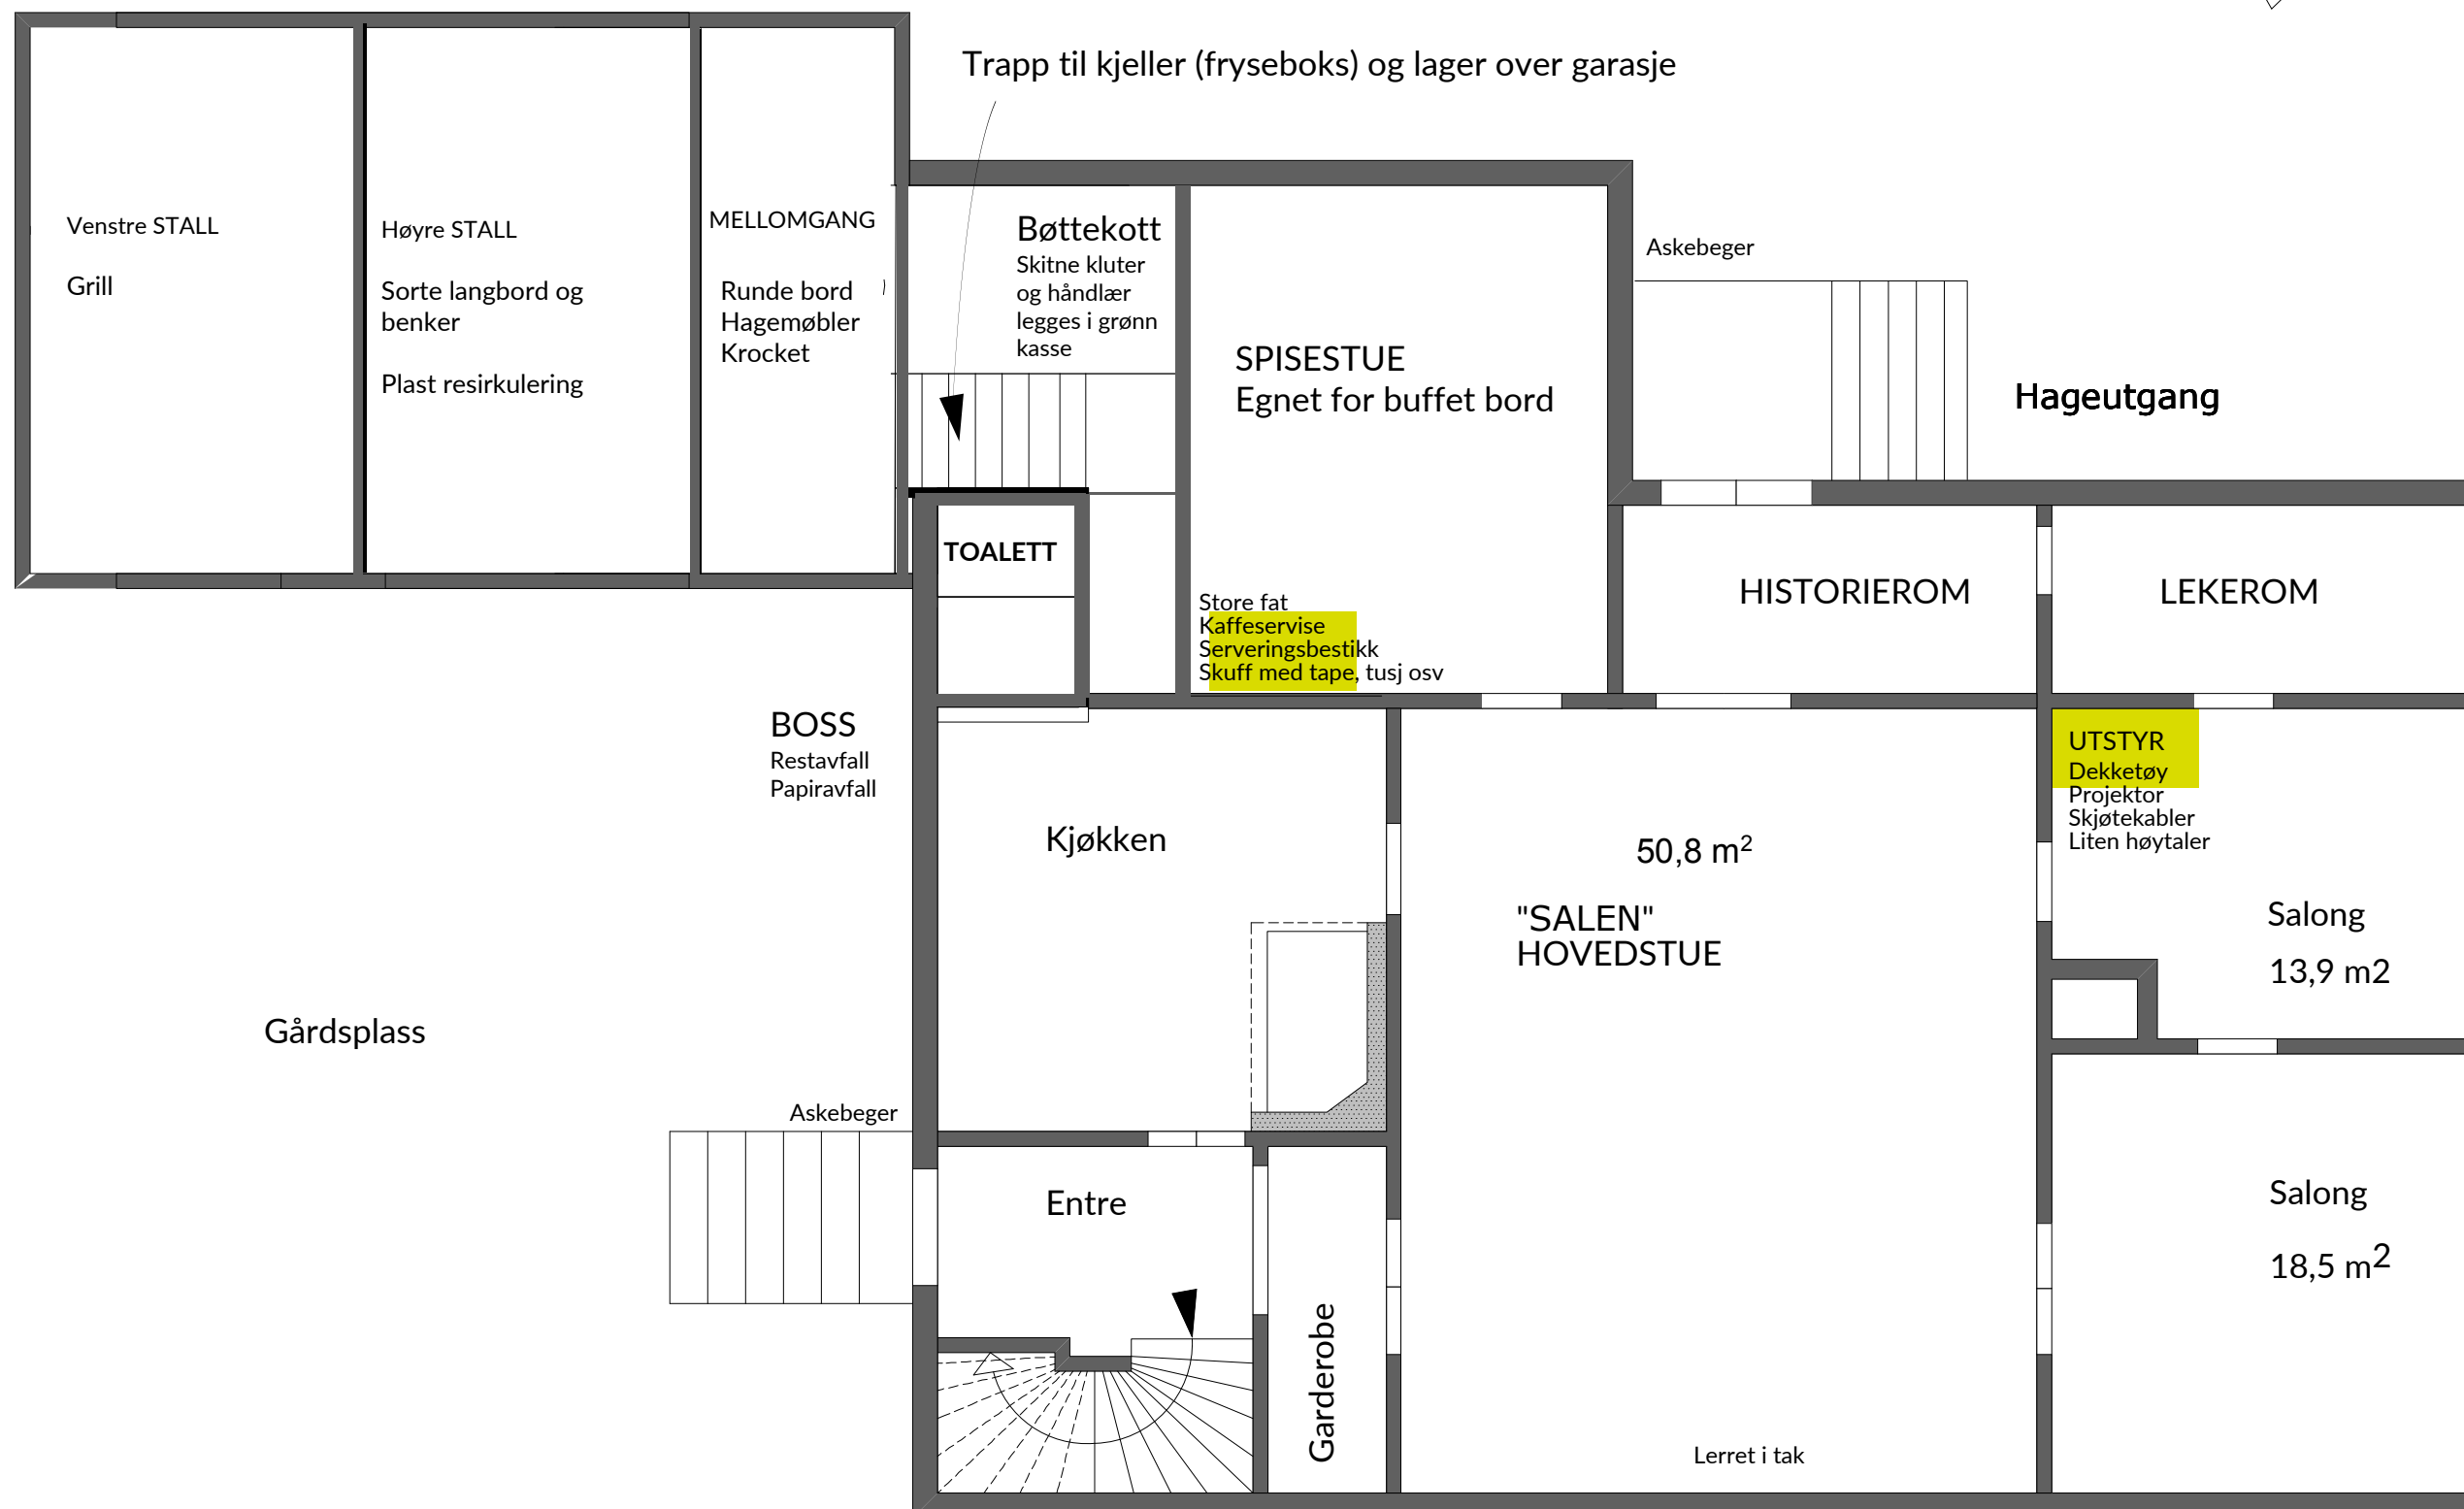 Trapp til kjeller (fryseboks) og lager over garasje
Venstre STALL
Grill
Høyre STALL
Sorte langbord og
benker
Plast resirkulering
MELLOMGANG
Runde bord
Hagemøbler
Krocket
Bøttekott
Skitne kluter
og håndlær
legges i grønn
kasse
SPISESTUE
Egnet for buffet bord
Askebeger
Hageutgang
TOALETT
Store fat
Kaffeservise
Serveringsbestikk
Skuff med tape, tusj osv
HISTORIEROM
LEKEROM
BOSS
Restavfall
Papiravfall
Kjøkken
50,8 m²
"SALEN"
HOVEDSTUE
UTSTYR
Dekketøy
Projektor
Skjøtekabler
Liten høytaler
Salong
13,9 m2
Gårdsplass
Askebeger
Entre
Garderobe
Salong
18,5 m²
Lerret i tak